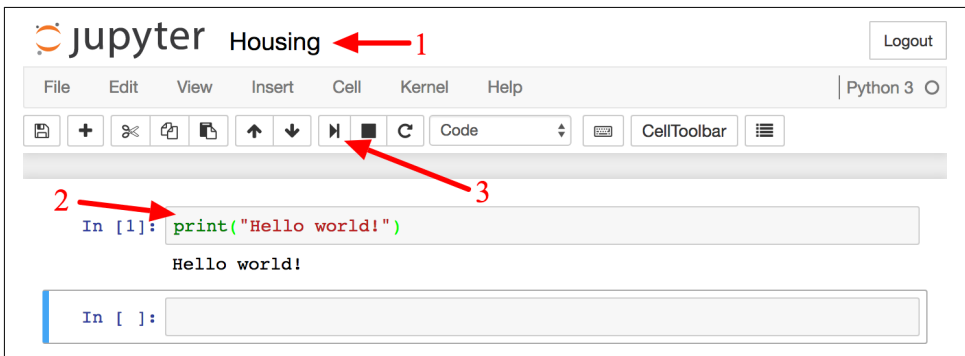 jupyter Housing 1 Logout
File Edit View Insert Cell Kernel Help Python 3
Code CellToolbar
2 3
In [1]: print("Hello world!")
Hello world!
In [ ]: